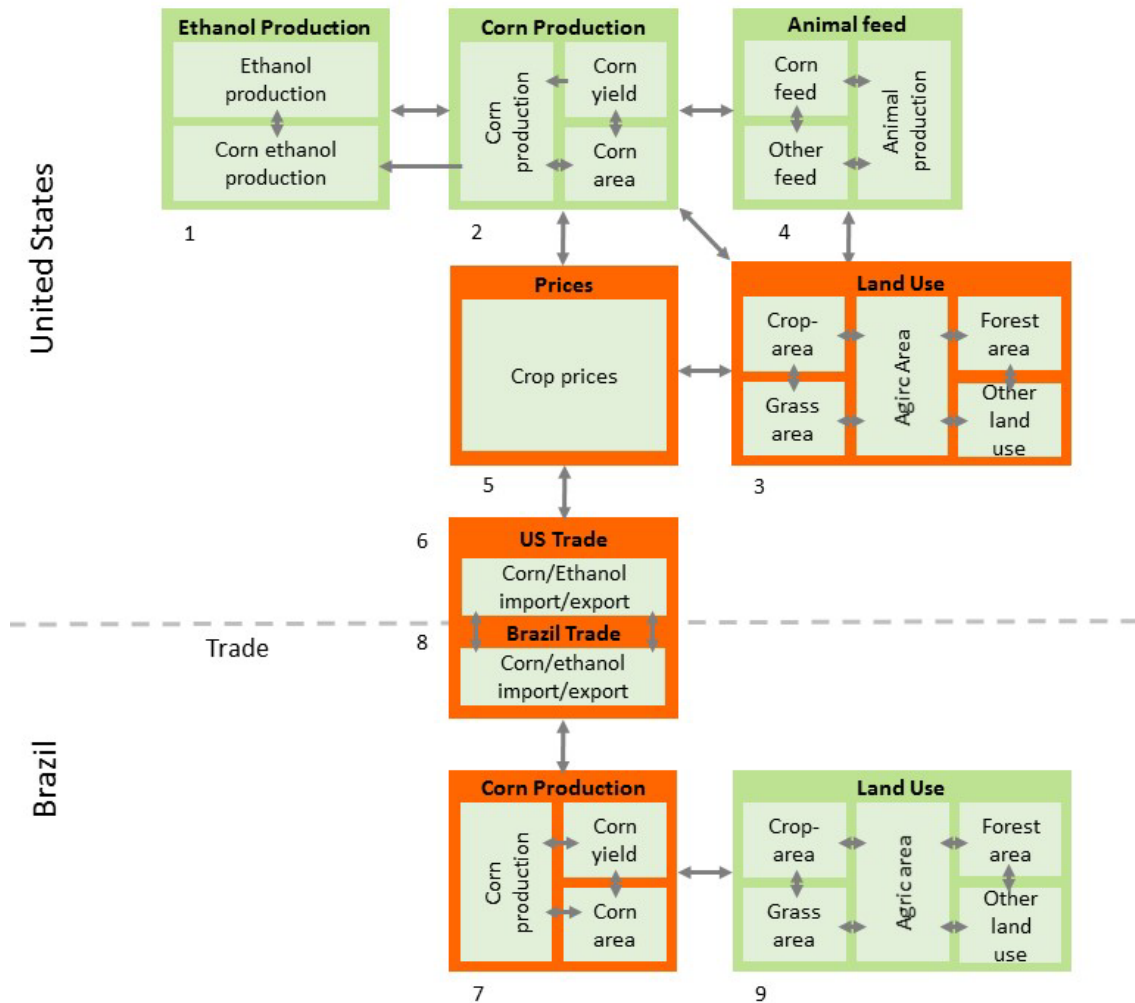 Ethanol Production
Ethanol
production
Corn ethanol
production
1
Corn Production
Corn
production
Corn
yield
Corn
area
2
Animal feed
Corn
feed
Other
feed
Animal
production
4
United States
Prices
Crop prices
5
Land Use
Crop-
area
Grass
area
Agirc Area
Forest
area
Other
land
use
3
6
US Trade
Corn/Ethanol
import/export
Trade
8
Brazil Trade
Corn/ethanol
import/export
Brazil
Corn Production
Corn
production
Corn
yield
Corn
area
7
Land Use
Crop-
area
Grass
area
Agric area
Forest
area
Other
land
use
9